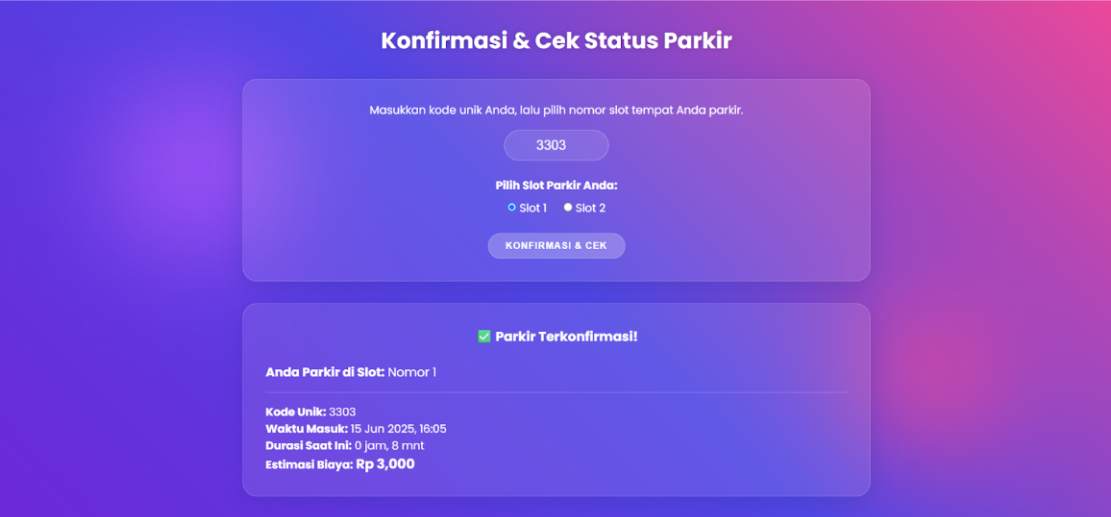 Konfirmasi & Cek Status Parkir
Masukkan kode unik Anda, lalu pilih nomor slot tempat Anda parkir.
3303
Pilih Slot Parkir Anda:
Slot 1 Slot 2
KONFIRMASI & CEK
✅ Parkir Terkonfirmasi!
Anda Parkir di Slot: Nomor 1
Kode Unik: 3303
Waktu Masuk: 15 Jun 2025, 16:05
Durasi Saat Ini: 0 jam, 8 mnt
Estimasi Biaya: Rp 3,000